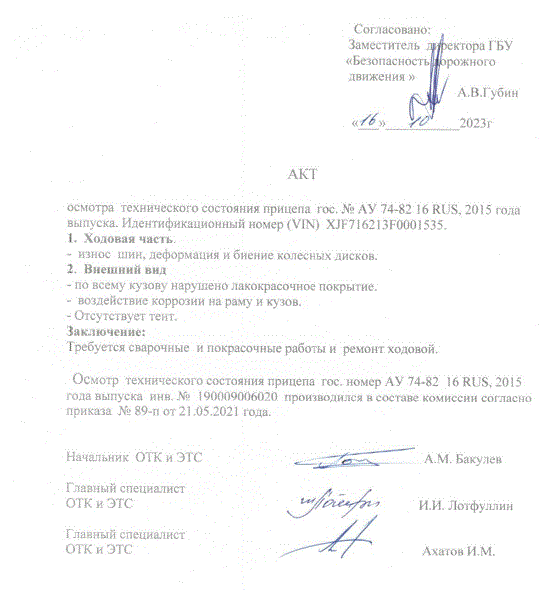 Согласовано:
Заместитель директора ГБУ
«Безопасность дорожного
движения »
А.В.Губин
«16» 10 2023г
АКТ
осмотра технического состояния прицепа гос. № АУ 74-82 16 RUS, 2015 года
выпуска. Идентификационный номер (VIN) XJF716213F0001535.
1. Ходовая часть.
- износ шин, деформация и биение колесных дисков.
2. Внешний вид
- по всему кузову нарушено лакокрасочное покрытие.
- воздействие коррозии на раму и кузов.
- Отсутствует тент.
Заключение:
Требуется сварочные и покрасочные работы и ремонт ходовой.
Осмотр технического состояния прицепа гос. номер АУ 74-82 16 RUS, 2015
года выпуска инв. № 190009006020 производился в составе комиссии согласно
приказа № 89-п от 21.05.2021 года.
Начальник ОТК и ЭТС А.М. Бакулев
Главный специалист
ОТК и ЭТС И.И. Лотфуллин
Главный специалист
ОТК и ЭТС Ахатов И.М.